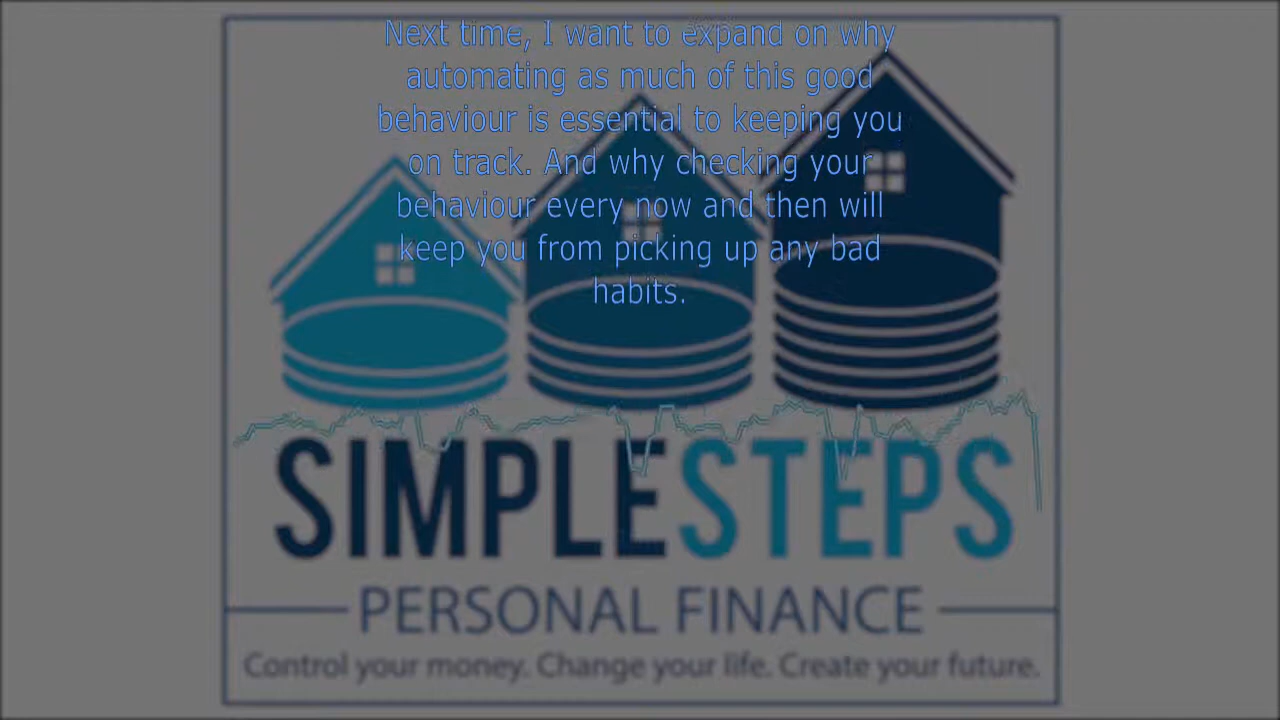 Next time, I want to expand on why
automating as much of this good
behaviour is essential to keeping you
on track. And why checking your
behaviour every now and then will
keep you from picking up any bad
habits.
SIMPLESTEPS
PERSONAL FINANCE
Control your money. Change your life. Create your future.